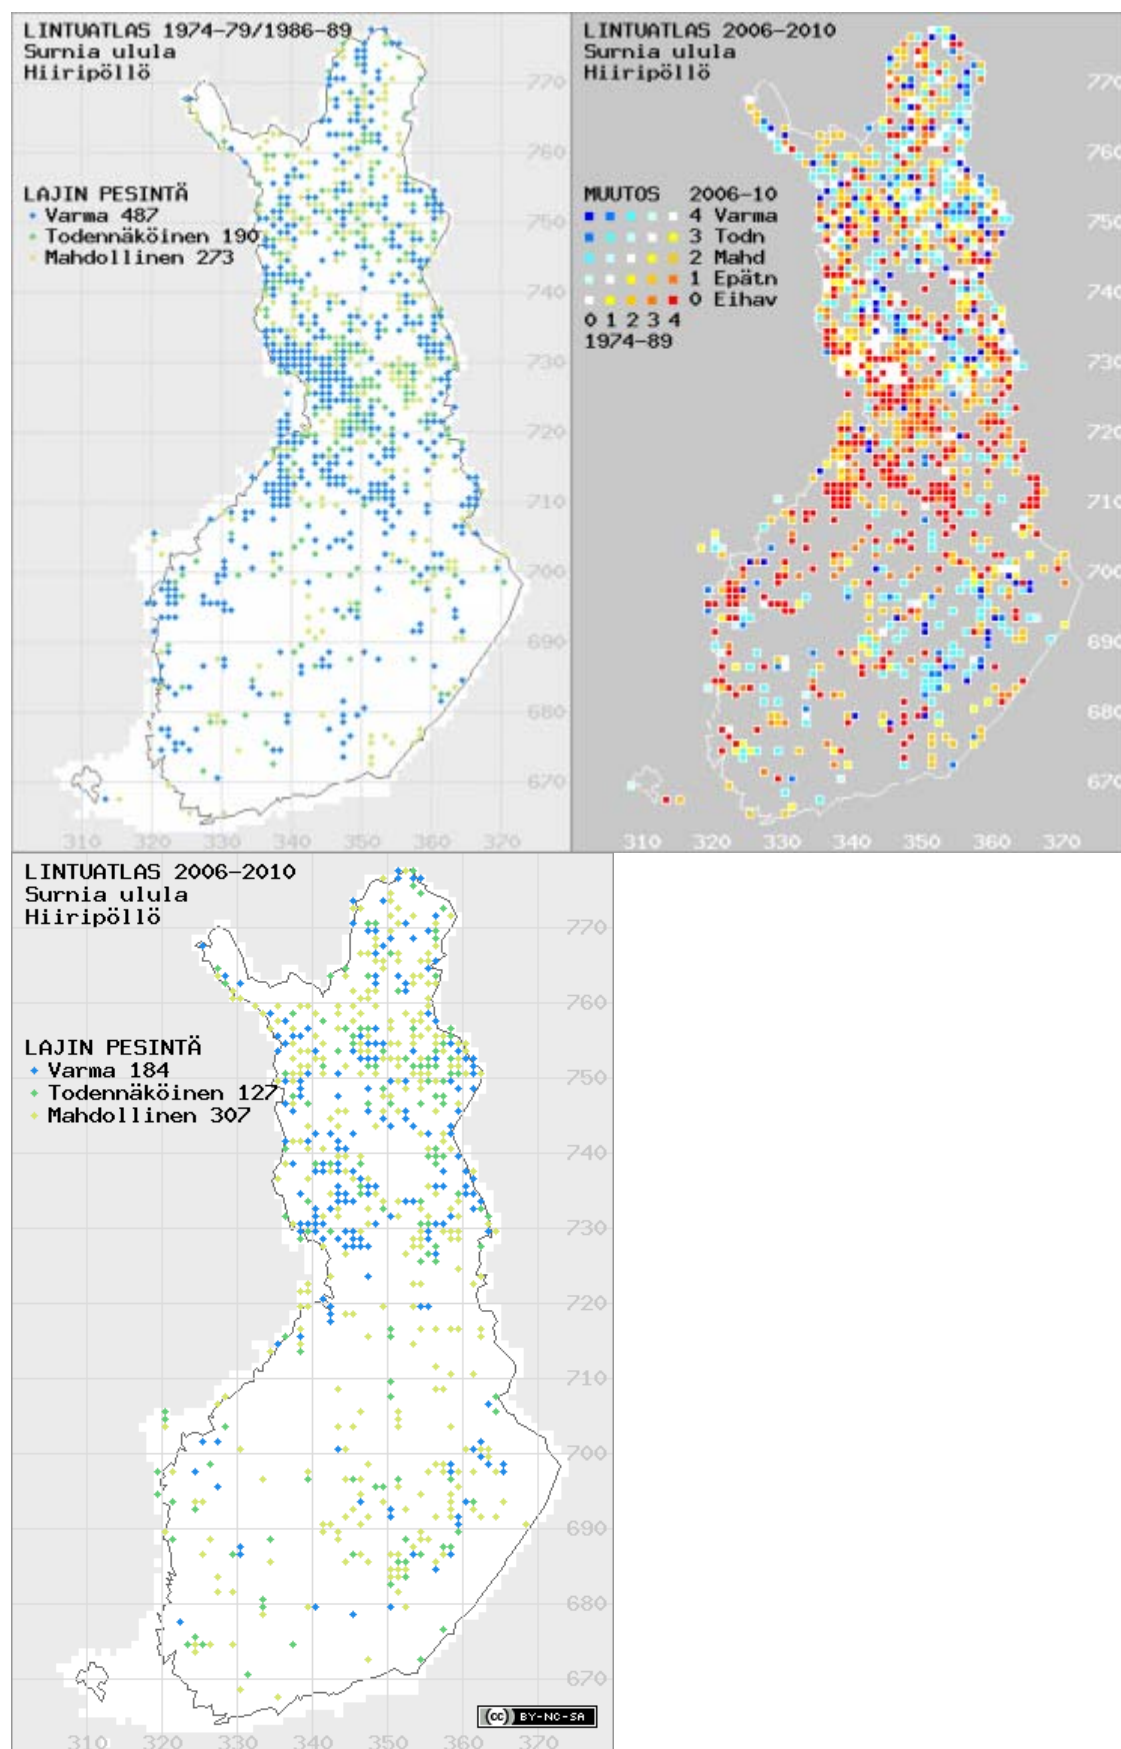 LINTUATLAS 1974-79/1986-89
Surnia ulula
Hiiripöllö
LAJIN PESINTÄ
Varma 487
Todennäköinen 190
Mahdollinen 273
770
760
750
740
730
720
710
700
690
680
670
310 320 330 340 350 360 370
LINTUATLAS 2006-2010
Surnia ulula
Hiiripöllö
MUUTOS 2006-10
4 Varma
3 Todn
2 Mahd
1 Epätn
0 Eihav
0 1 2 3 4
1974-89
770
760
750
740
730
720
710
700
690
680
670
310 320 330 340 350 360 370
LINTUATLAS 2006-2010
Surnia ulula
Hiiripöllö
LAJIN PESINTÄ
Varma 184
Todennäköinen 127
Mahdollinen 307
770
760
750
740
730
720
710
700
690
680
670
310 320 330 340 350 360 370
cc BY-NC-SA